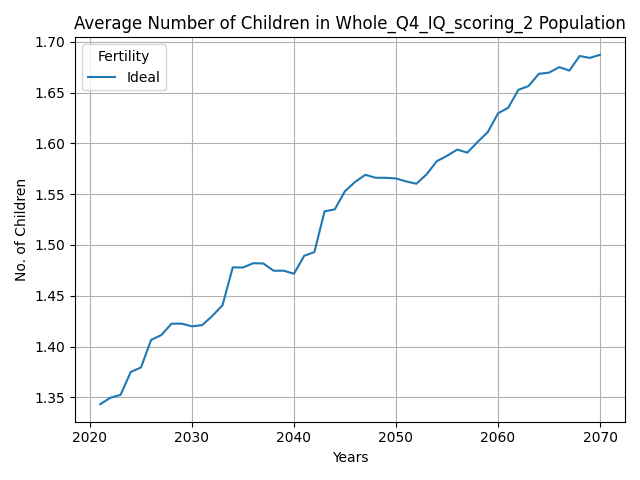 Average Number of Children in Whole_Q4_IQ_scoring_2 Population
Fertility
Ideal
No. of Children
1.70
1.65
1.60
1.55
1.50
1.45
1.40
1.35
2020
2030
2040
2050
2060
2070
Years